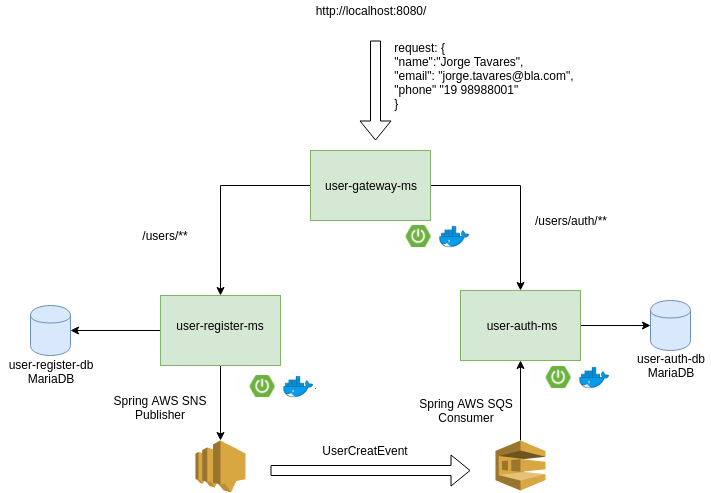 http://localhost:8080/
request: {
"name":"Jorge Tavares",
"email": "jorge.tavares@bla.com",
"phone" "19 98988001"
}
user-gateway-ms
/users/**
/users/auth/**
user-register-ms
user-auth-ms
user-register-db
MariaDB
user-auth-db
MariaDB
Spring AWS SNS
Publisher
Spring AWS SQS
Consumer
UserCreatEvent